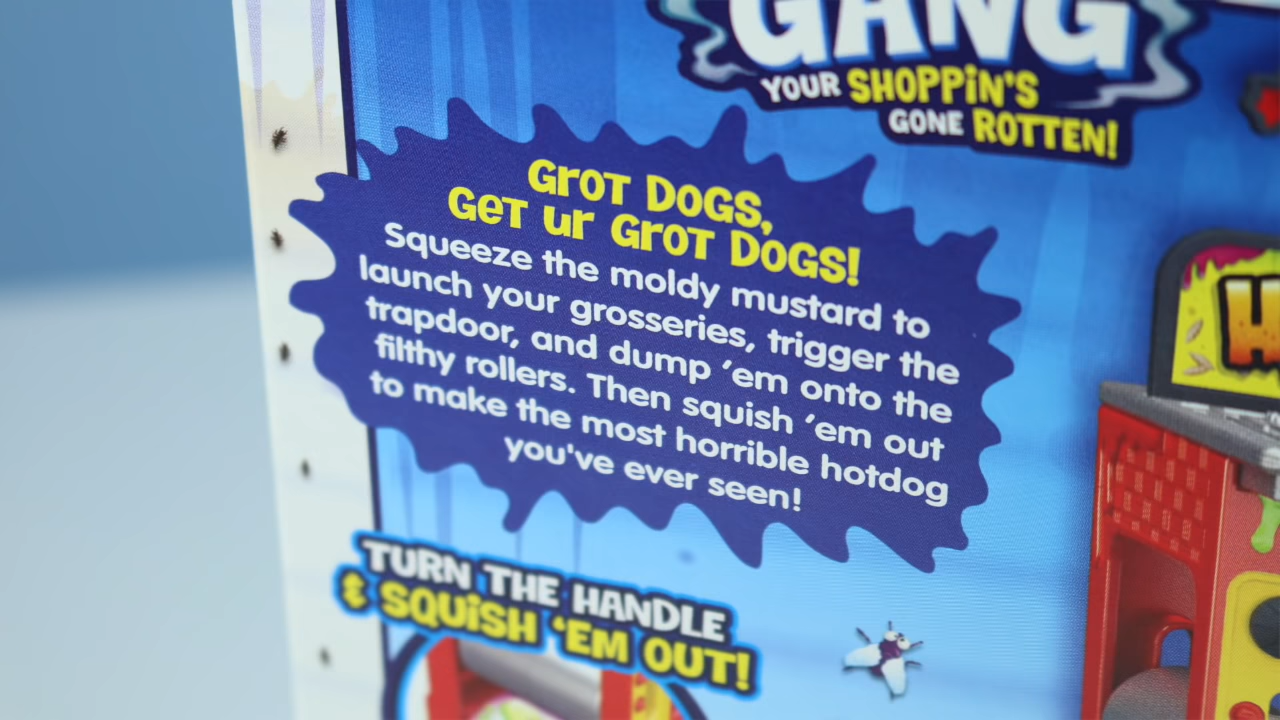 GANG
YOUR SHOPPiN'S
GONE ROTTEN!
GrOT DOGS,
GeT ur GrOT DOGS!
Squeeze the moldy mustard to
launch your grosseries, trigger the
trapdoor, and dump ‘em onto the
filthy rollers. Then squish ‘em out
to make the most horrible hotdog
you've ever seen!
TURN THE HANDLE
& SQUiSH ‘EM OUT!